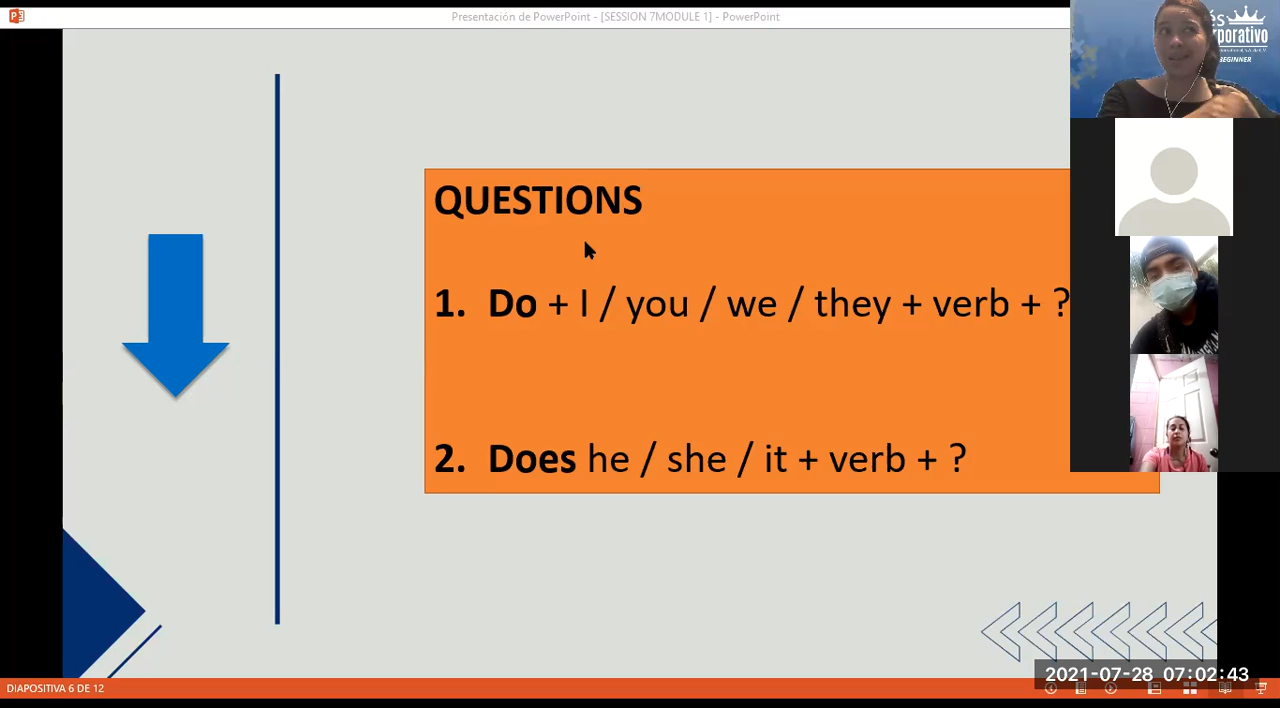 Presentación de PowerPoint - [SESSION 7MODULE 1] - PowerPoint
BEGINNER
QUESTIONS
1. Do + I / you / we / they + verb + ?
2. Does he / she / it + verb + ?
2021-07-28 07:02:43
DIAPOSITIVA 6 DE 12